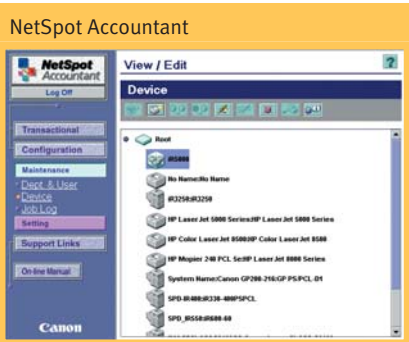 NetSpot Accountant
NetSpot
Accountant
Log Off
Transactional
Configuration
Maintenance
Dept. & User
Device
Job Log
Setting
Support Links
On-line Manual
Canon
View / Edit
?
Device
Root
iR5000
No Name:No Name
iR3250:iR3250
HP LaserJet 5000 Series:HP LaserJet 5000 Series
HP Color LaserJet 8500:HP Color LaserJet 8500
HP Mopier 240 PCL 5e:HP LaserJet 8000 Series
System Name:Canon GP200-216:GP PS/PCL-D1
SPD-IR400:iR330-400PSPCL
SPD_IR550:iR600-60